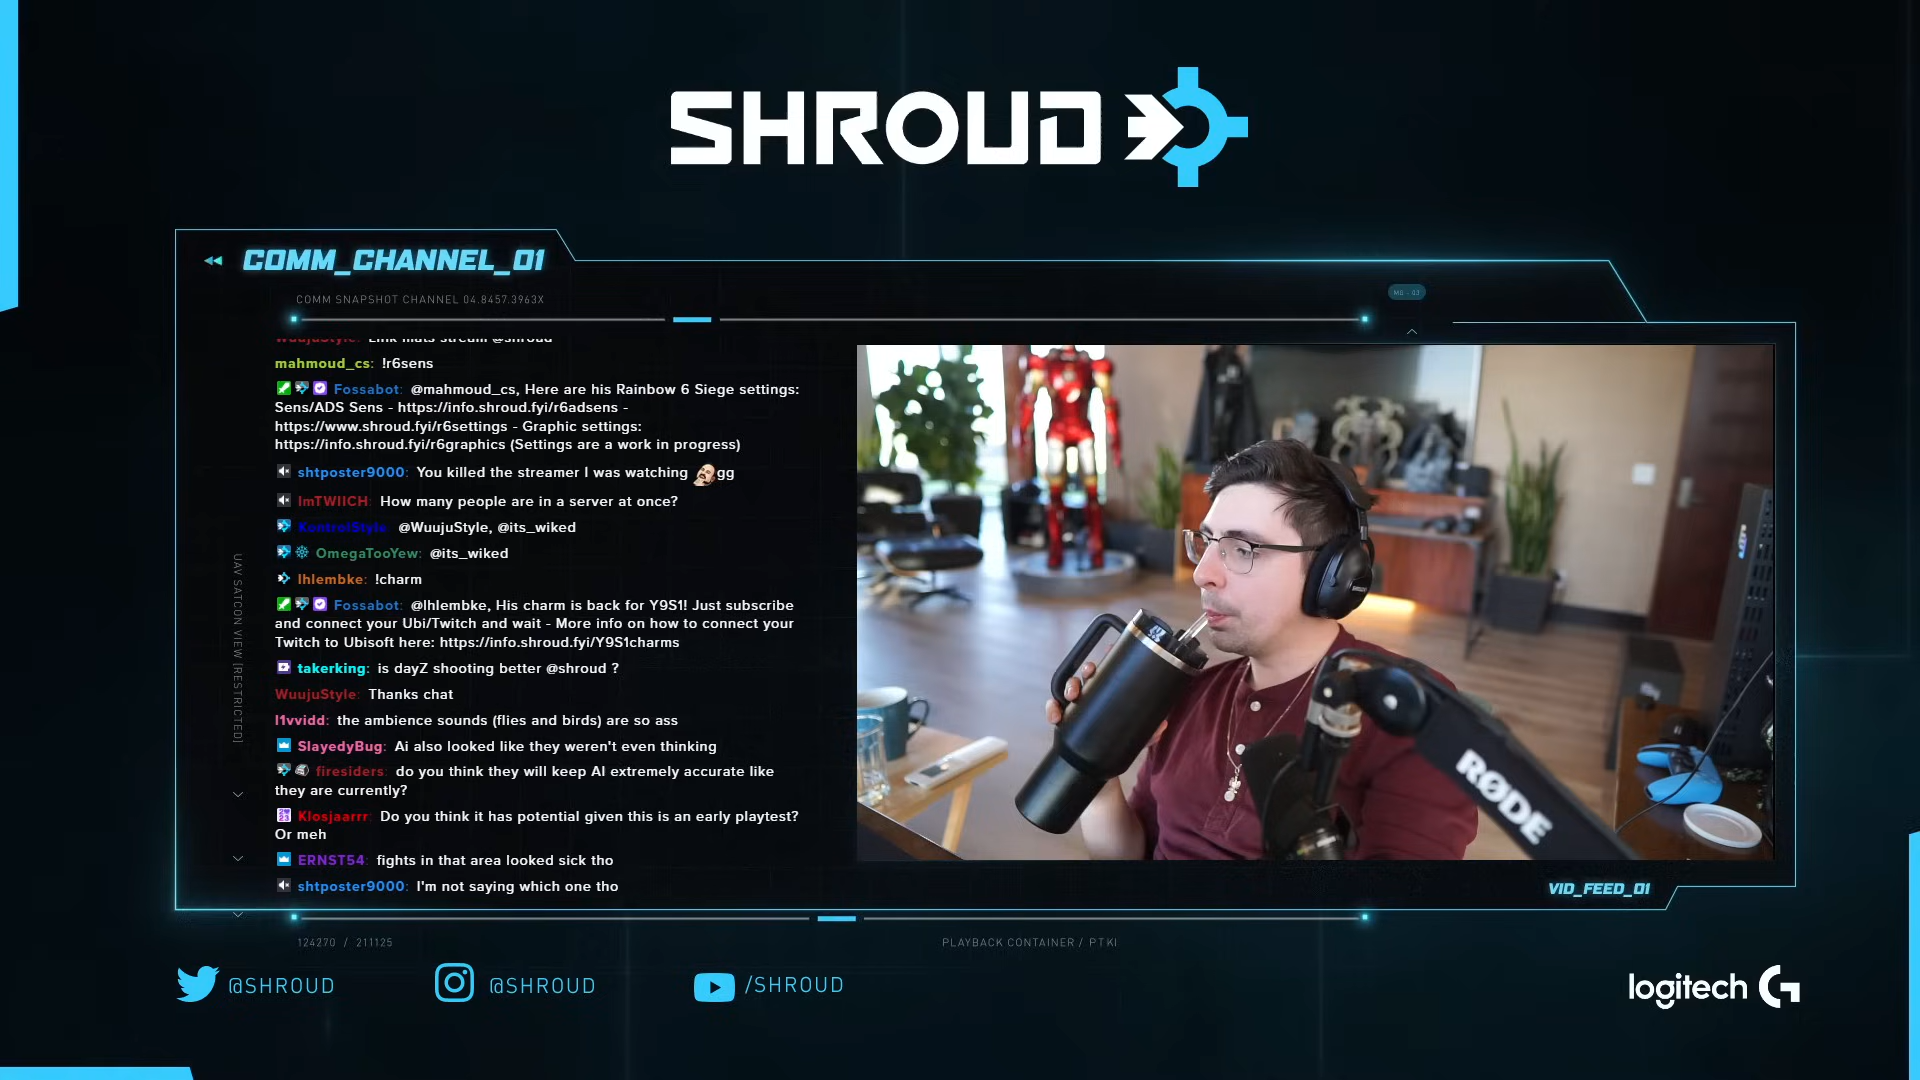 SHROUD
COMM_CHANNEL_01
COMM SNAPSHOT CHANNEL 04.8457.3963X
MB - 03
WuujuStyle: Link mats stream @shroud
mahmoud_cs: !r6sens
Fossabot: @mahmoud_cs, Here are his Rainbow 6 Siege settings:
Sens/ADS Sens - https://info.shroud.fyi/r6adsens -
https://www.shroud.fyi/r6settings - Graphic settings:
https://info.shroud.fyi/r6graphics (Settings are a work in progress)
shtposter9000: You killed the streamer I was watching gg
ImTWIICH: How many people are in a server at once?
KontrolStyle: @WuujuStyle, @its_wiked
OmegaTooYew: @its_wiked
lhlembke: !charm
Fossabot: @lhlembke, His charm is back for Y9S1! Just subscribe
and connect your Ubi/Twitch and wait - More info on how to connect your
Twitch to Ubisoft here: https://info.shroud.fyi/Y9S1charms
takerking: is dayZ shooting better @shroud ?
WuujuStyle: Thanks chat
l1vvidd: the ambience sounds (flies and birds) are so ass
SlayedyBug: Ai also looked like they weren't even thinking
firesiders: do you think they will keep AI extremely accurate like
they are currently?
Klosjaarrr: Do you think it has potential given this is an early playtest?
Or meh
ERNST54: fights in that area looked sick tho
shtposter9000: I'm not saying which one tho
UAV SATCON VIEW [RESTRICTED]
RØDE
VID_FEED_01
124270 / 211125
PLAYBACK CONTAINER / PTKI
@SHROUD
@SHROUD
/SHROUD
logitech G